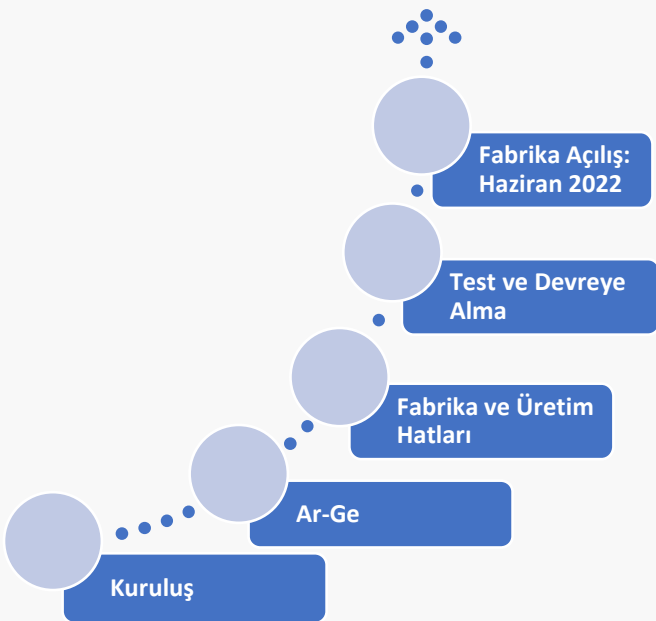 Fabrika Açılış:
Haziran 2022
Test ve Devreye
Alma
Fabrika ve Üretim
Hatları
Ar-Ge
Kuruluş